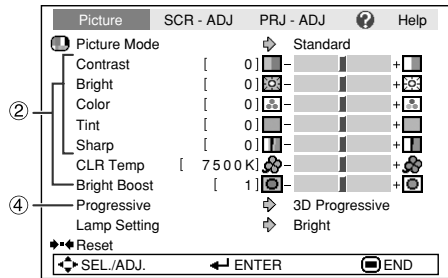 Picture SCR - ADJ PRJ - ADJ ? Help
Picture Mode Standard
Contrast [ 0] - +
② Bright [ 0] - +
Color [ 0] - +
Tint [ 0] - +
Sharp [ 0] - +
CLR Temp [ 7500K] - +
Bright Boost [ 1] - +
④ Progressive 3D Progressive
Lamp Setting Bright
Reset
SEL./ADJ. ENTER END